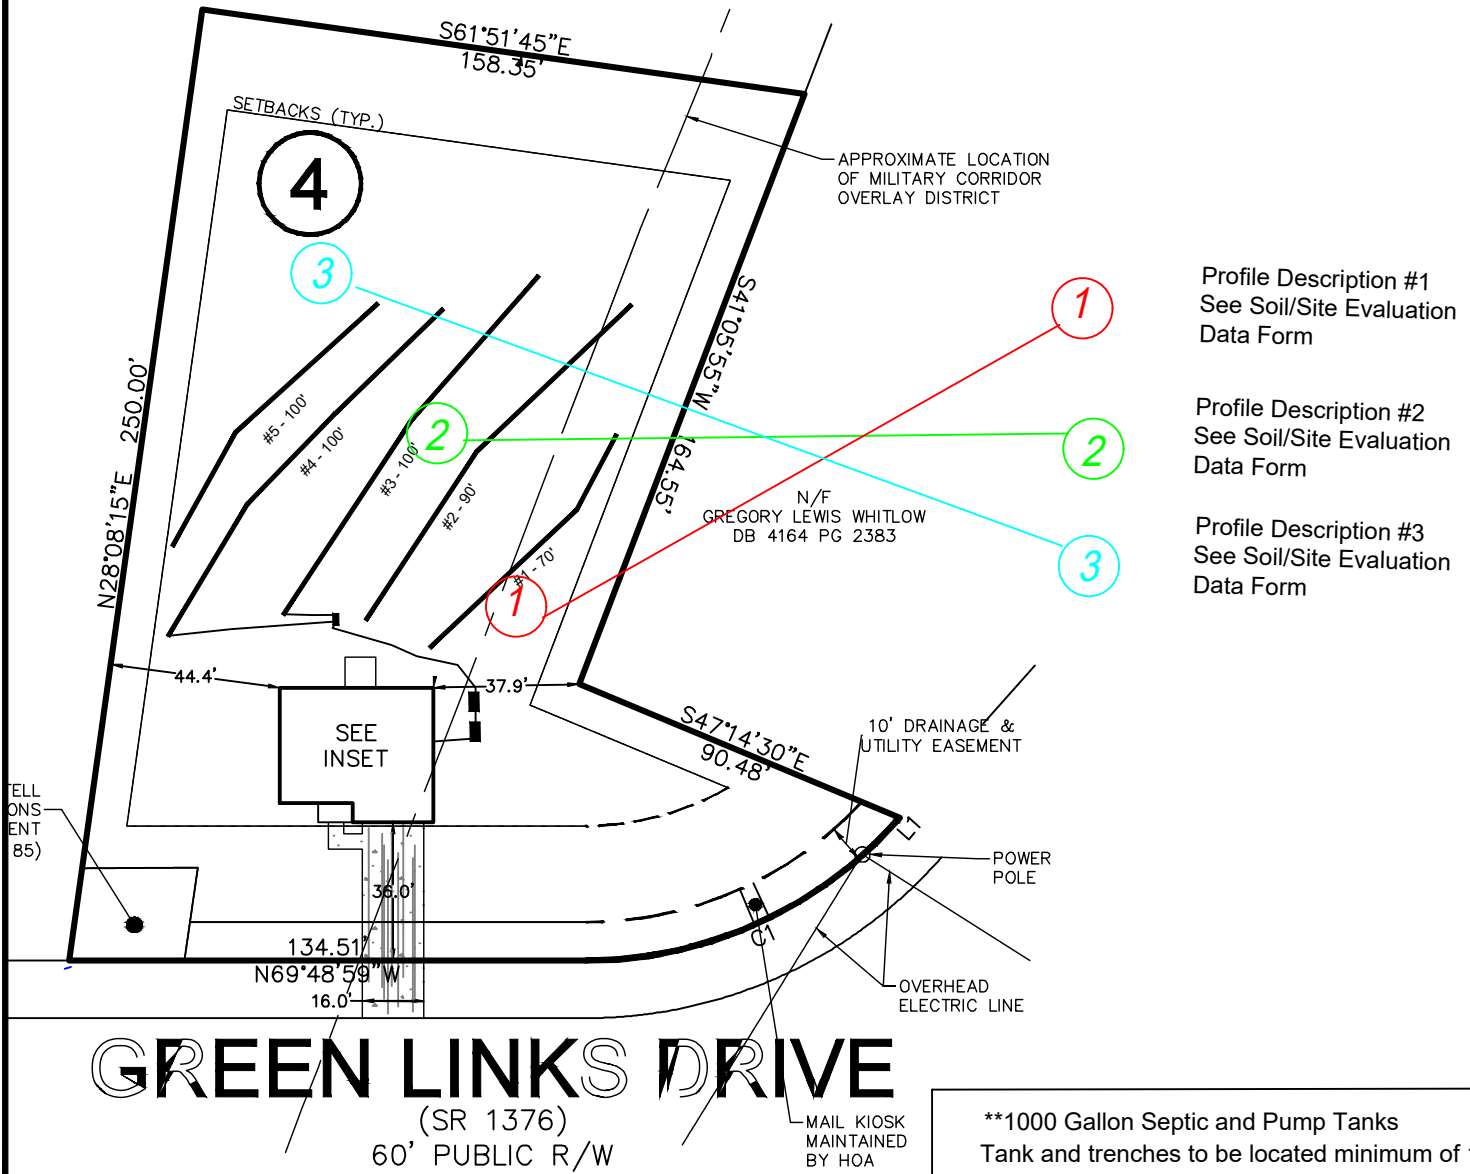 S61°51'45"E
158.35'
SETBACKS (TYP.)
4
APPROXIMATE LOCATION
OF MILITARY CORRIDOR
OVERLAY DISTRICT
3
1
Profile Description #1
See Soil/Site Evaluation
Data Form
S41°05'55"W
164.55'
N28°08'15"E 250.00'
#5 - 100'
#4 - 100'
#3 - 100'
#2 - 90'
#1 - 70'
2
2
Profile Description #2
See Soil/Site Evaluation
Data Form
N/F
GREGORY LEWIS WHITLOW
DB 4164 PG 2383
1
3
Profile Description #3
See Soil/Site Evaluation
Data Form
44.4'
37.9'
SEE
INSET
S47°14'30"E
90.48'
10' DRAINAGE &
UTILITY EASEMENT
TELL
ONS
ENT
85)
L1
POWER
POLE
36.0'
C1
134.51'
N69°48'59"W
16.0'
OVERHEAD
ELECTRIC LINE
GREEN LINKS DRIVE
(SR 1376)
60' PUBLIC R/W
MAIL KIOSK
MAINTAINED
BY HOA
**1000 Gallon Septic and Pump Tanks
Tank and trenches to be located minimum of